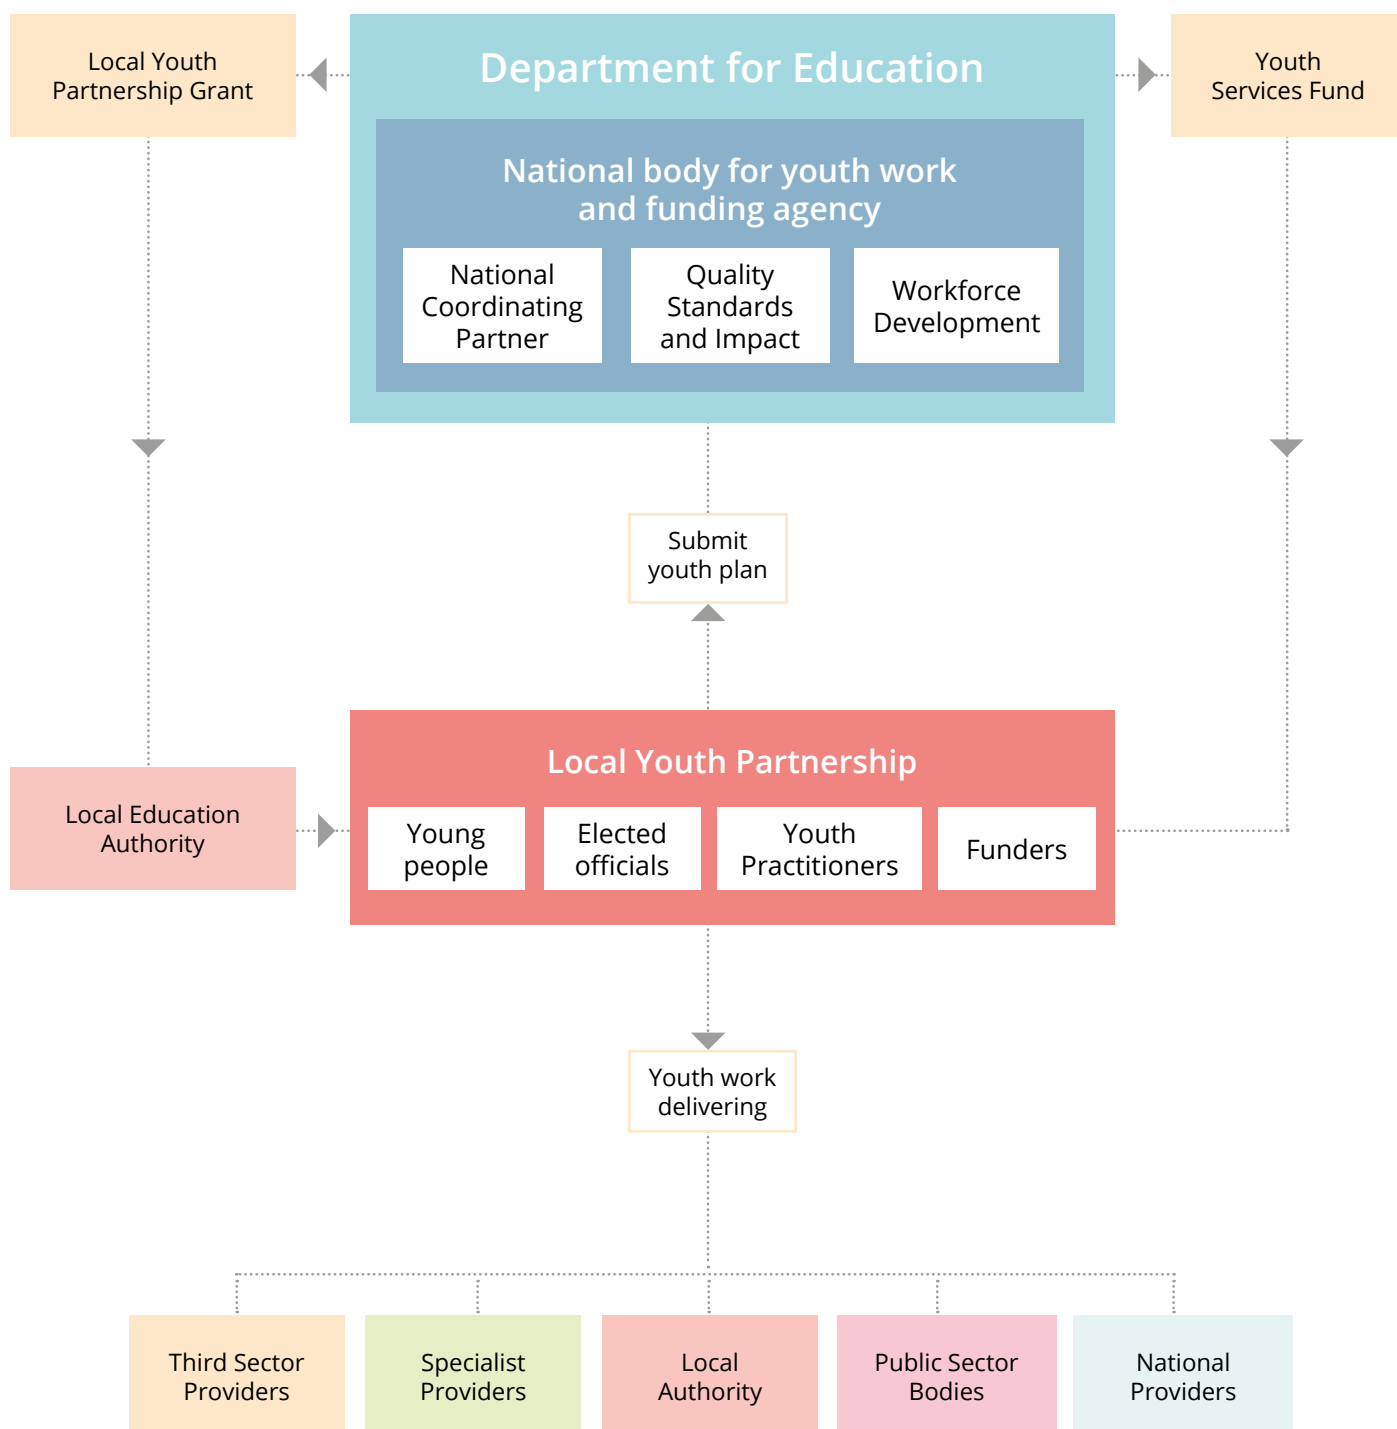 Local Youth
Partnership Grant
Department for Education
Youth
Services Fund
National body for youth work
and funding agency
National
Coordinating
Partner
Quality
Standards
and Impact
Workforce
Development
Submit
youth plan
Local Education
Authority
Local Youth Partnership
Young
people
Elected
officials
Youth
Practitioners
Funders
Youth work
delivering
Third Sector
Providers
Specialist
Providers
Local
Authority
Public Sector
Bodies
National
Providers